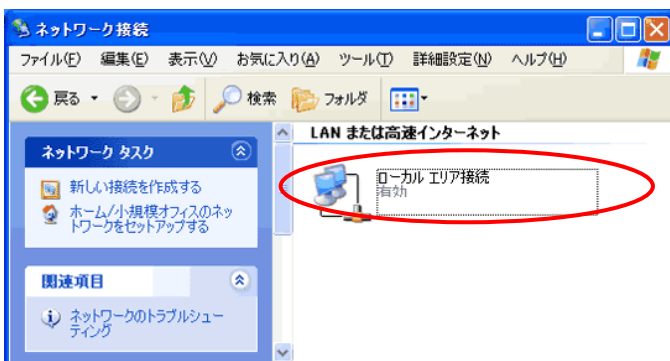 ネットワーク接続
ファイル(F) 編集(E) 表示(V) お気に入り(A) ツール(T) 詳細設定(N) ヘルプ(H)
戻る 検索 フォルダ
ネットワーク タスク
新しい接続を作成する
ホーム/小規模オフィスのネッ
トワークをセットアップする
関連項目
ネットワークのトラブルシュー
ティング
LAN または高速インターネット
ローカル エリア接続
有効